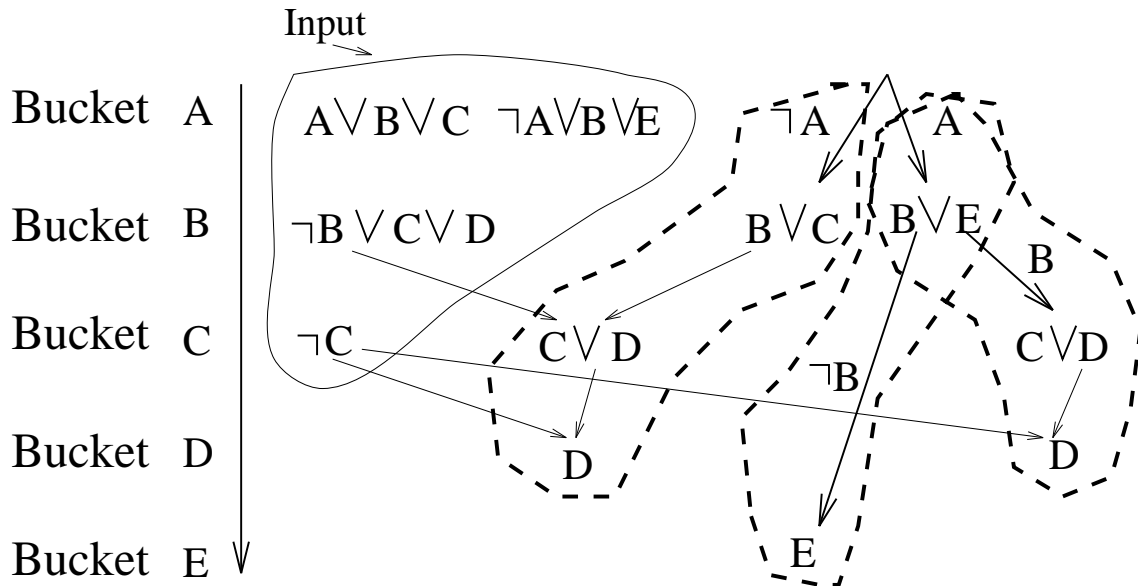 Input
Bucket A A ∨ B ∨ C ¬A ∨ B ∨ E ¬A A
Bucket B ¬B ∨ C ∨ D B ∨ C B ∨ E
B
Bucket C ¬C C ∨ D C ∨ D
¬B
Bucket D D D
Bucket E E